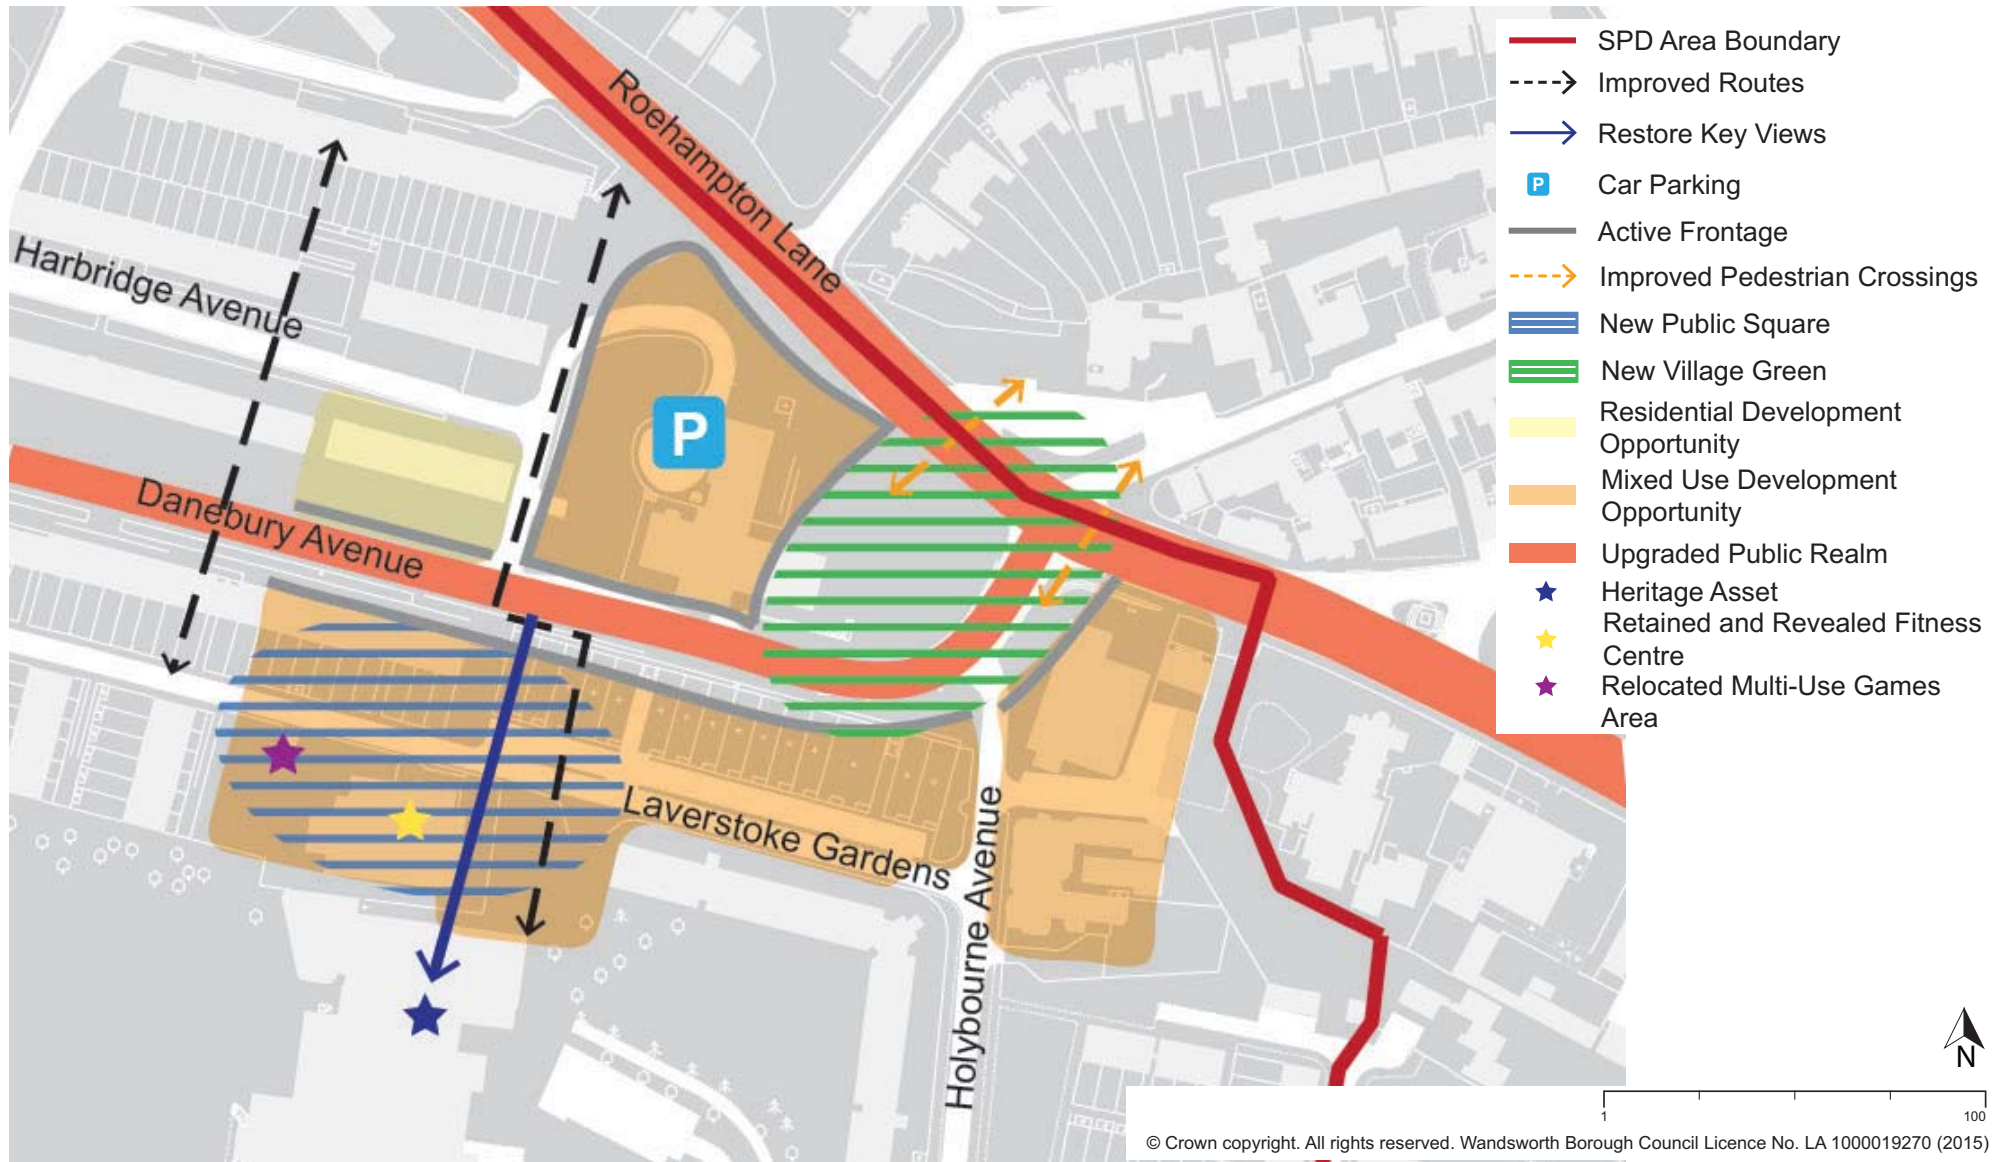 Roehampton Lane
Harbridge Avenue
P
Danebury Avenue
Laverstoke Gardens
Holybourne Avenue
SPD Area Boundary
Improved Routes
Restore Key Views
P
Car Parking
Active Frontage
Improved Pedestrian Crossings
New Public Square
New Village Green
Residential Development
Opportunity
Mixed Use Development
Opportunity
Upgraded Public Realm
Heritage Asset
Retained and Revealed Fitness
Centre
Relocated Multi-Use Games
Area
N
1 100
© Crown copyright. All rights reserved. Wandsworth Borough Council Licence No. LA 1000019270 (2015)